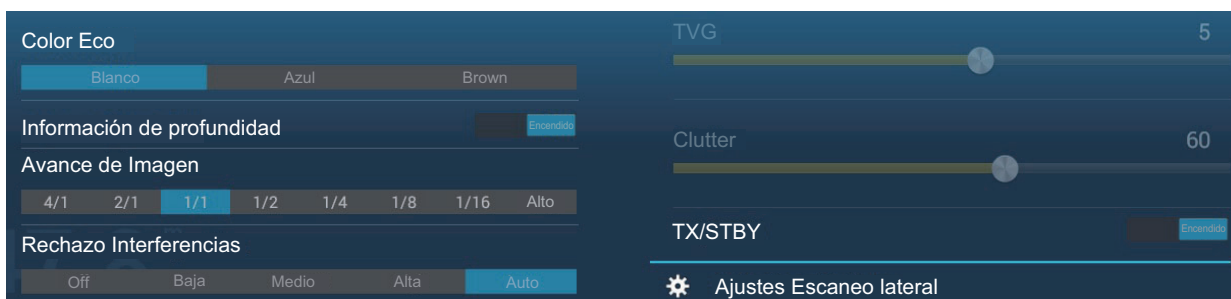 Color Eco
Blanco Azul Brown
Información de profundidad Encendido
Avance de Imagen
4/1 2/1 1/1 1/2 1/4 1/8 1/16 Alto
Rechazo Interferencias
Off Baja Medio Alta Auto
TVG 5
Clutter 60
TX/STBY Encendido
Ajustes Escaneo lateral